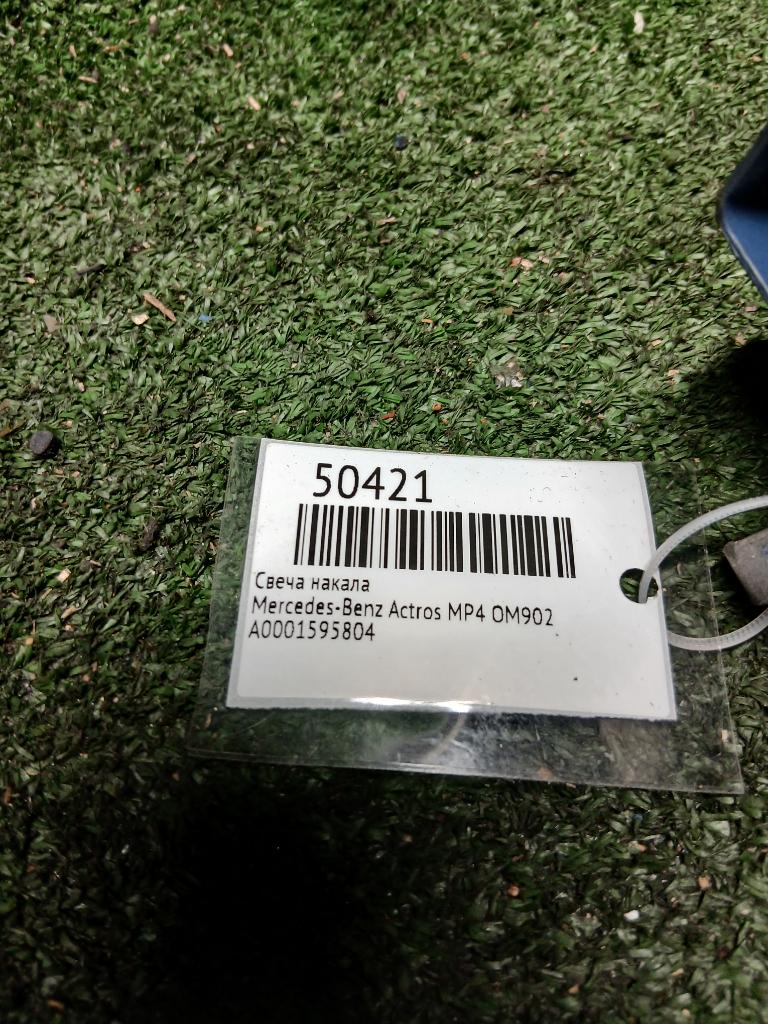 50421
Свеча накала
Mercedes-Benz Actros MP4 OM902
A0001595804